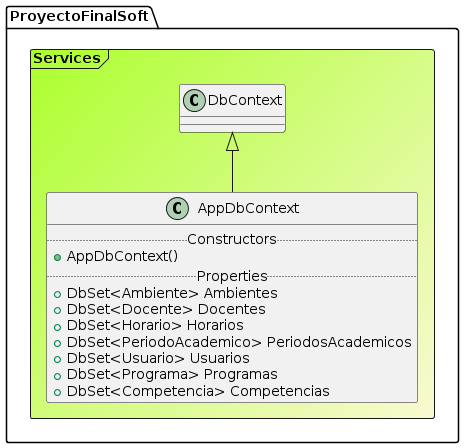 ProyectoFinalSoft
Services
C DbContext
C AppDbContext
Constructors
AppDbContext()
Properties
DbSet<Ambiente> Ambientes
DbSet<Docente> Docentes
DbSet<Horario> Horarios
DbSet<PeriodoAcademico> PeriodosAcademicos
DbSet<Usuario> Usuarios
DbSet<Programa> Programas
DbSet<Competencia> Competencias